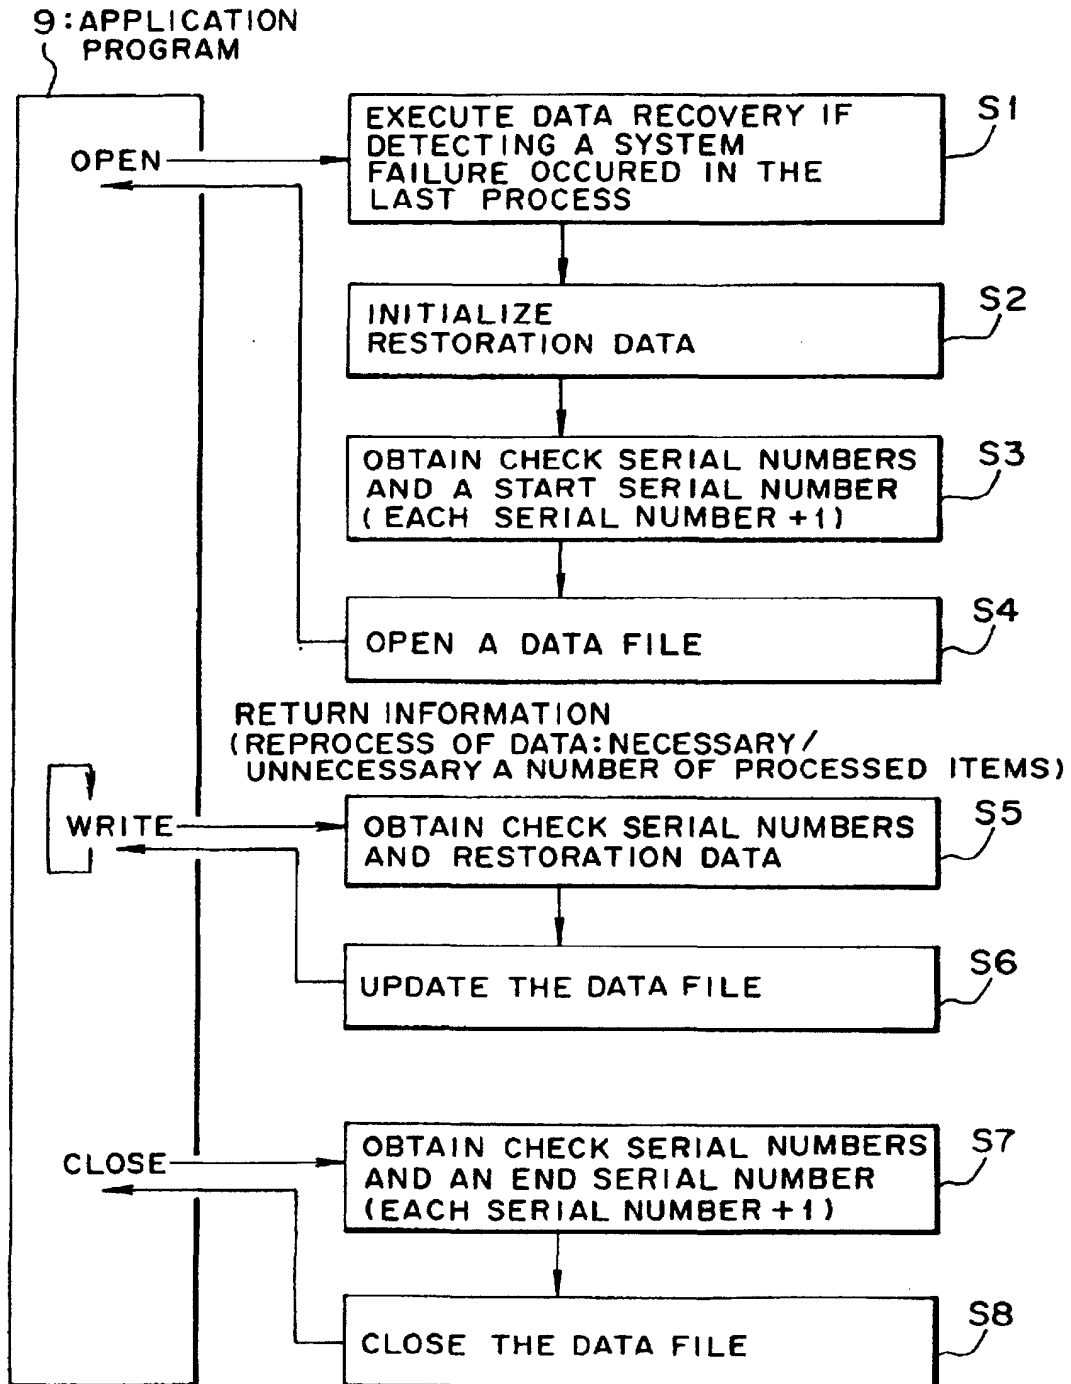 9:APPLICATION
PROGRAM
OPEN
EXECUTE DATA RECOVERY IF
DETECTING A SYSTEM
FAILURE OCCURED IN THE
LAST PROCESS
S1
INITIALIZE
RESTORATION DATA
S2
OBTAIN CHECK SERIAL NUMBERS
AND A START SERIAL NUMBER
(EACH SERIAL NUMBER +1)
S3
OPEN A DATA FILE
S4
RETURN INFORMATION
(REPROCESS OF DATA:NECESSARY/
UNNECESSARY A NUMBER OF PROCESSED ITEMS)
WRITE
OBTAIN CHECK SERIAL NUMBERS
AND RESTORATION DATA
S5
UPDATE THE DATA FILE
S6
CLOSE
OBTAIN CHECK SERIAL NUMBERS
AND AN END SERIAL NUMBER
(EACH SERIAL NUMBER +1)
S7
CLOSE THE DATA FILE
S8